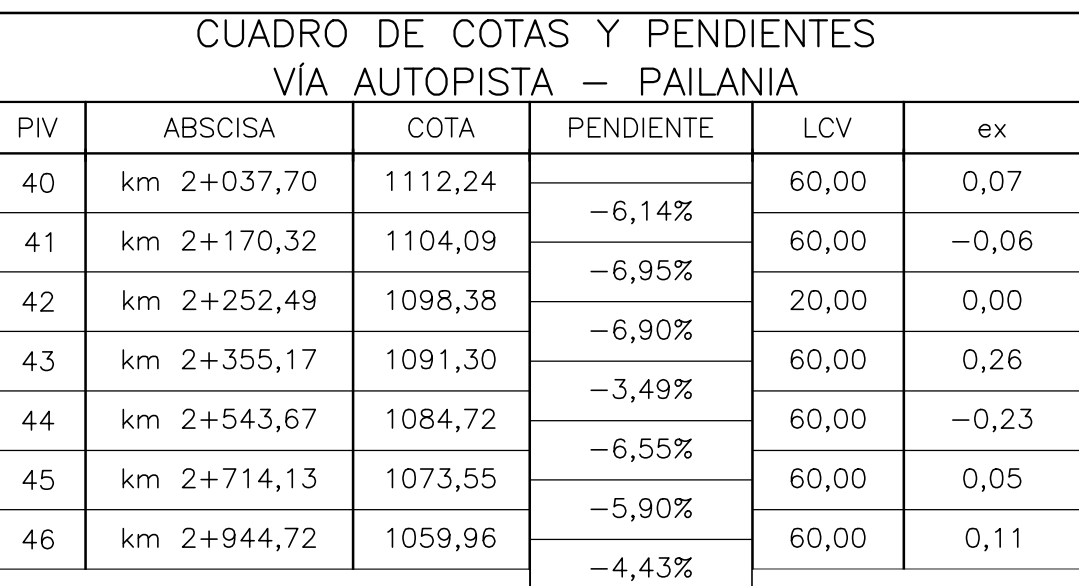 CUADRO DE COTAS Y PENDIENTES
VÍA AUTOPISTA – PAILANIA
PIV ABSCISA COTA PENDIENTE LCV ex
40 km 2+037,70 1112,24 60,00 0,07
−6,14%
41 km 2+170,32 1104,09 60,00 −0,06
−6,95%
42 km 2+252,49 1098,38 20,00 0,00
−6,90%
43 km 2+355,17 1091,30 60,00 0,26
−3,49%
44 km 2+543,67 1084,72 60,00 −0,23
−6,55%
45 km 2+714,13 1073,55 60,00 0,05
−5,90%
46 km 2+944,72 1059,96 60,00 0,11
−4,43%